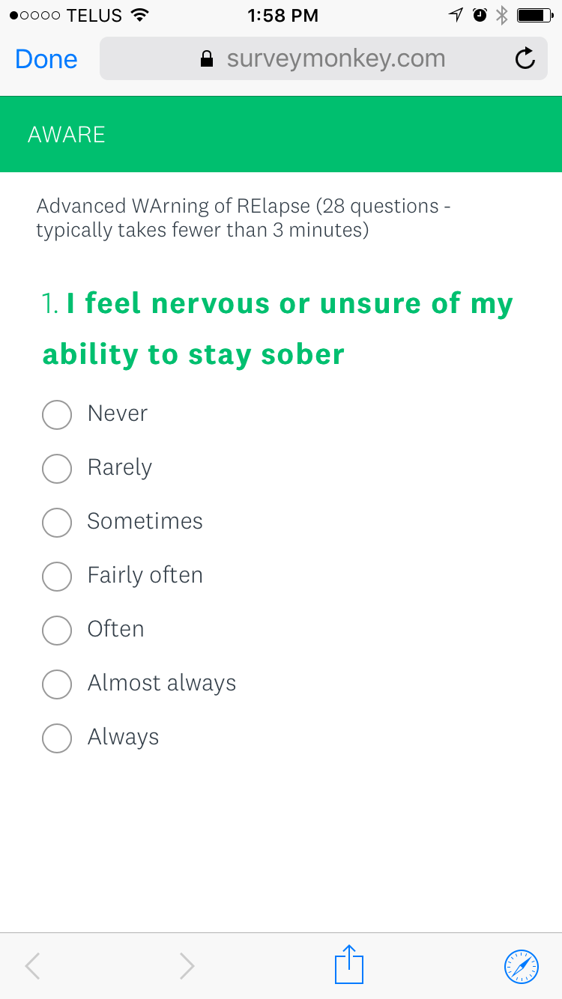 TELUS
1:58 PM
Done
surveymonkey.com
AWARE
Advanced WArning of RElapse (28 questions -
typically takes fewer than 3 minutes)
1. I feel nervous or unsure of my
ability to stay sober
Never
Rarely
Sometimes
Fairly often
Often
Almost always
Always